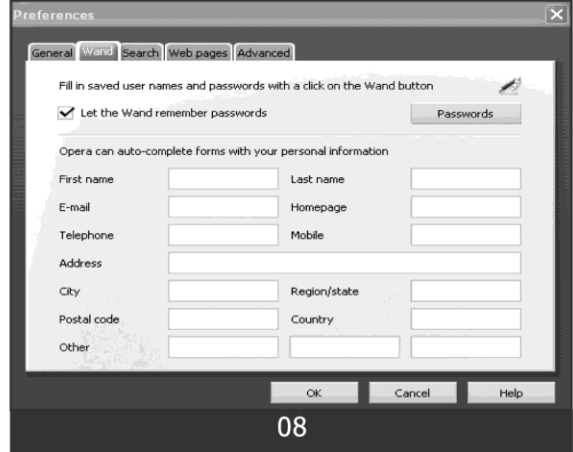 Preferences
General Wand Search Web pages Advanced
Fill in saved user names and passwords with a click on the Wand button
Let the Wand remember passwords Passwords
Opera can auto-complete forms with your personal information
First name Last name
E-mail Homepage
Telephone Mobile
Address
City Region/state
Postal code Country
Other
OK Cancel Help
08